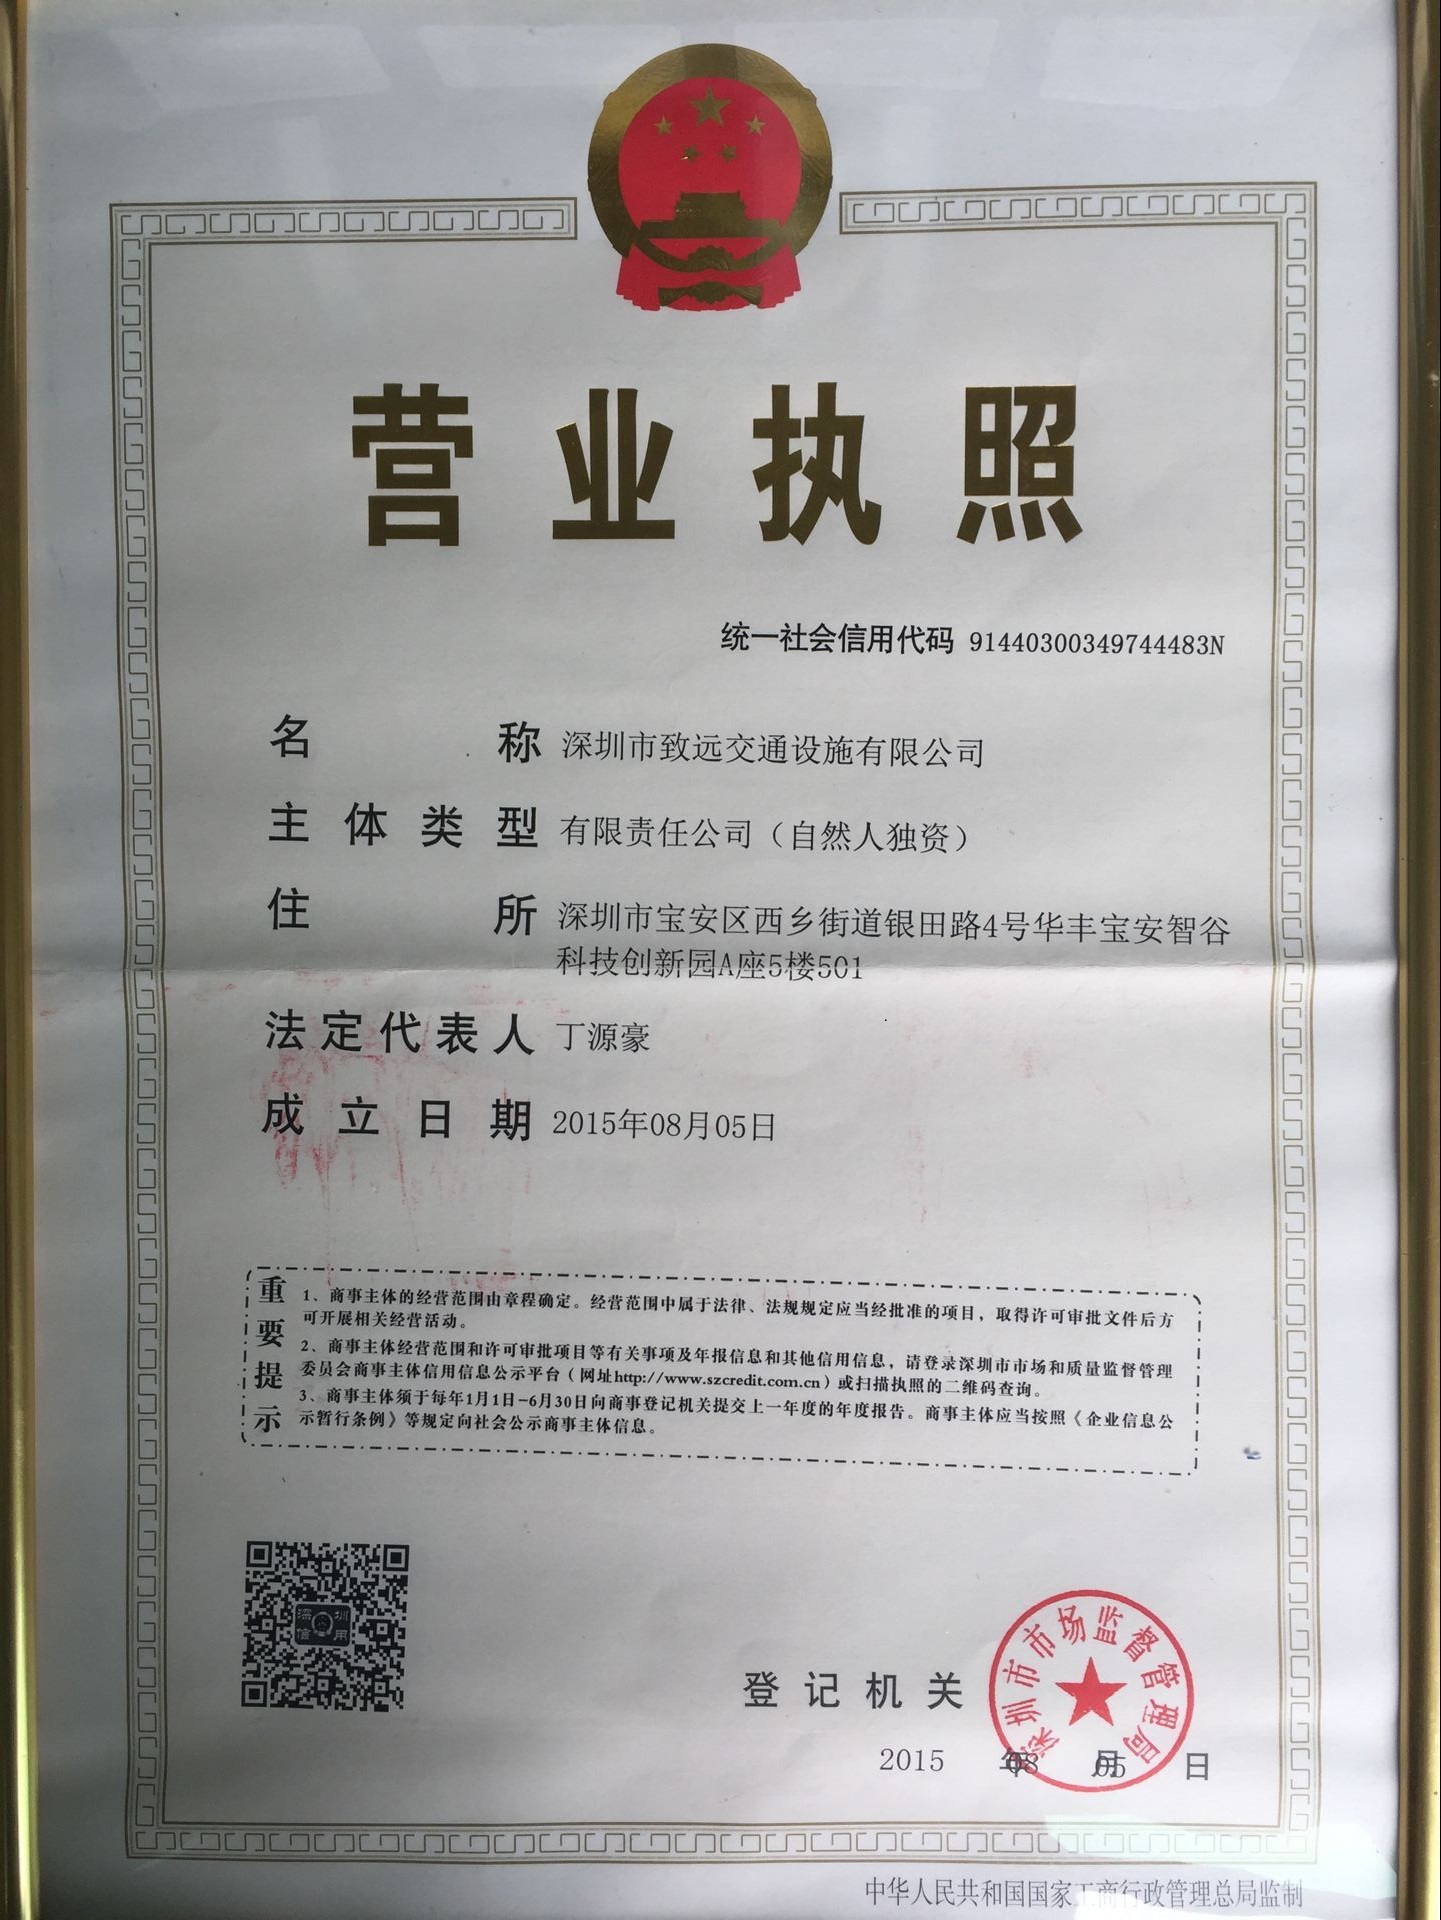 营业执照
统一社会信用代码 91440300349744483N
名称 深圳市致远交通设施有限公司
主体类型 有限责任公司（自然人独资）
住所 深圳市宝安区西乡街道银田路4号华丰宝安智谷
科技创新园A座5楼501
法定代表人 丁源豪
成立日期 2015年08月05日
重要提示
1、商事主体的经营范围由章程确定。经营范围中属于法律、法规规定应当经批准的项目，取得许可审批文件后方
可开展相关经营活动。
2、商事主体经营范围和许可审批项目等有关事项及年报信息和其他信用信息，请登录深圳市市场和质量监督管理
委员会商事主体信用信息公示平台（网址http://www.szcredit.com.cn）或扫描执照的二维码查询。
3、商事主体须于每年1月1日-6月30日向商事登记机关提交上一年度的年度报告。商事主体应当按照《企业信息公
示暂行条例》等规定向社会公示商事主体信息。
深圳
信用
登记机关
深圳市市场监督管理局
2015年08月05日
中华人民共和国国家工商行政管理总局监制